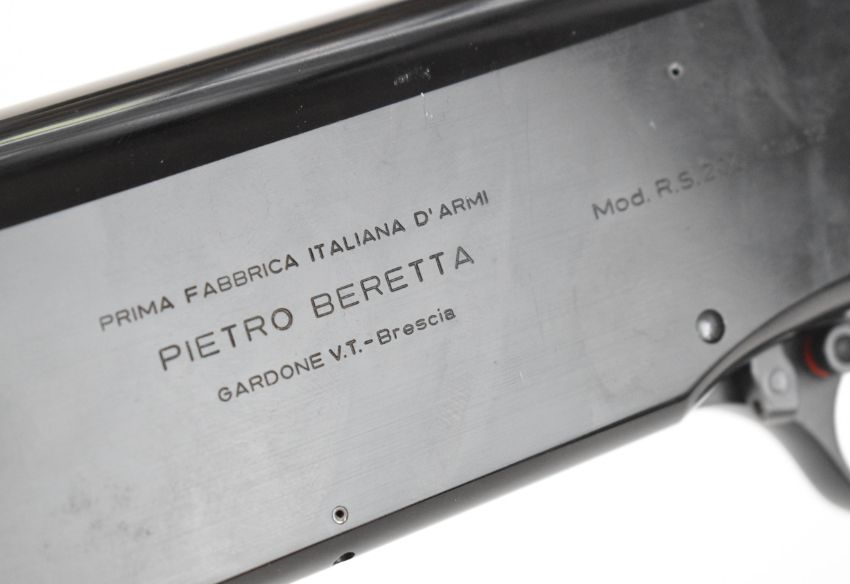 PRIMA FABBRICA ITALIANA D'ARMI
PIETRO BERETTA
GARDONE V.T.-Brescia
Mod. R.S.